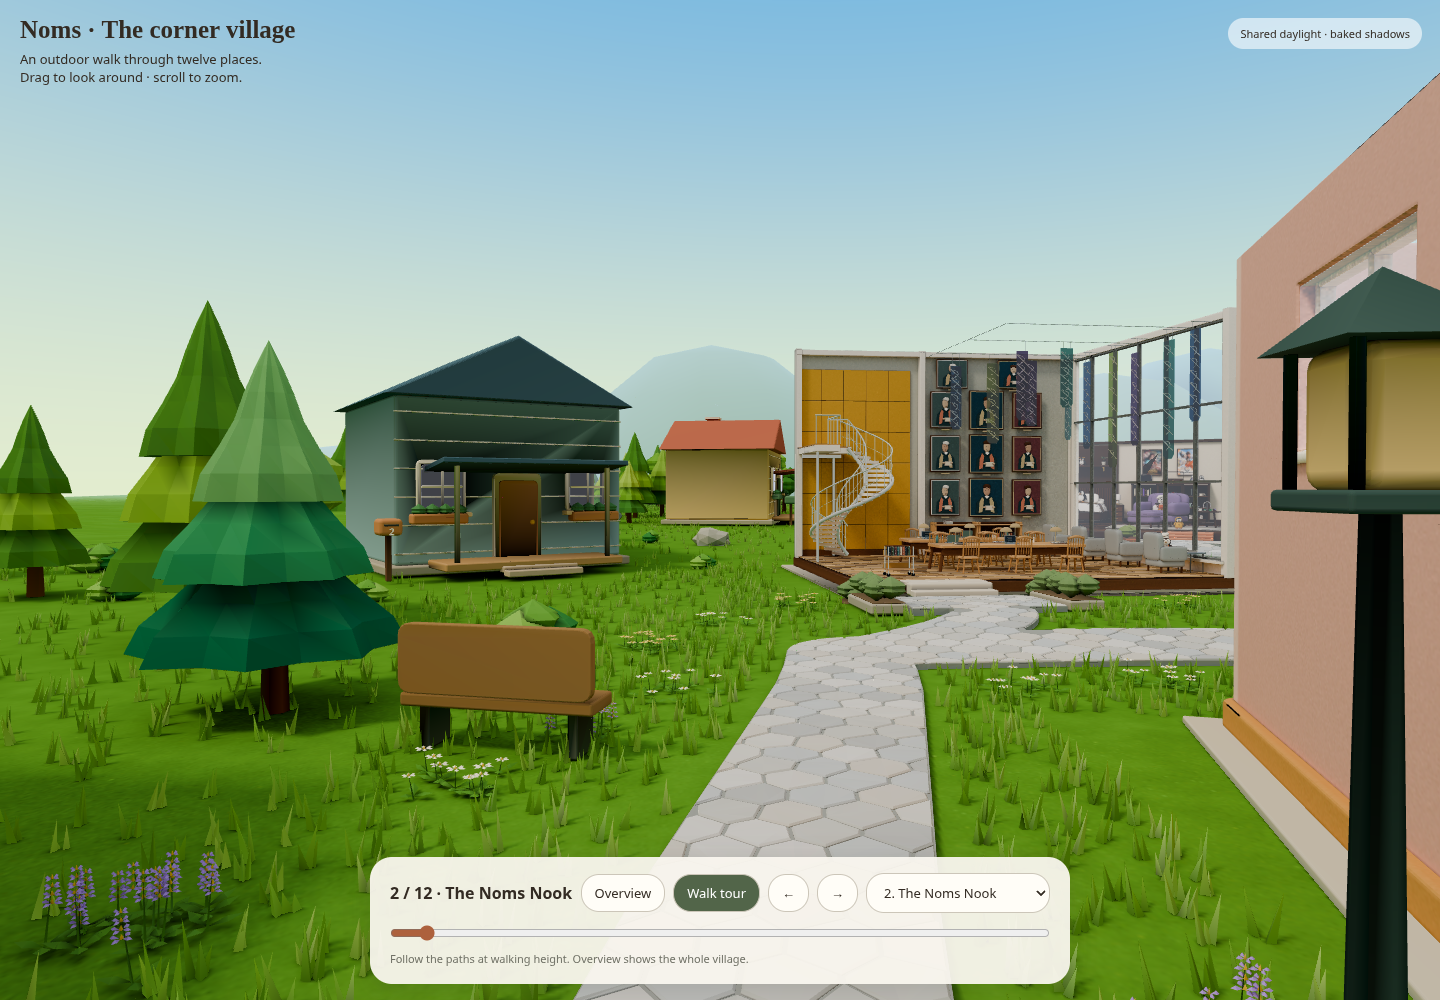 Noms · The corner village
An outdoor walk through twelve places.
Drag to look around · scroll to zoom.
Shared daylight · baked shadows
2
2 / 12 · The Noms Nook
Overview
Walk tour
←
→
2. The Noms Nook
Follow the paths at walking height. Overview shows the whole village.